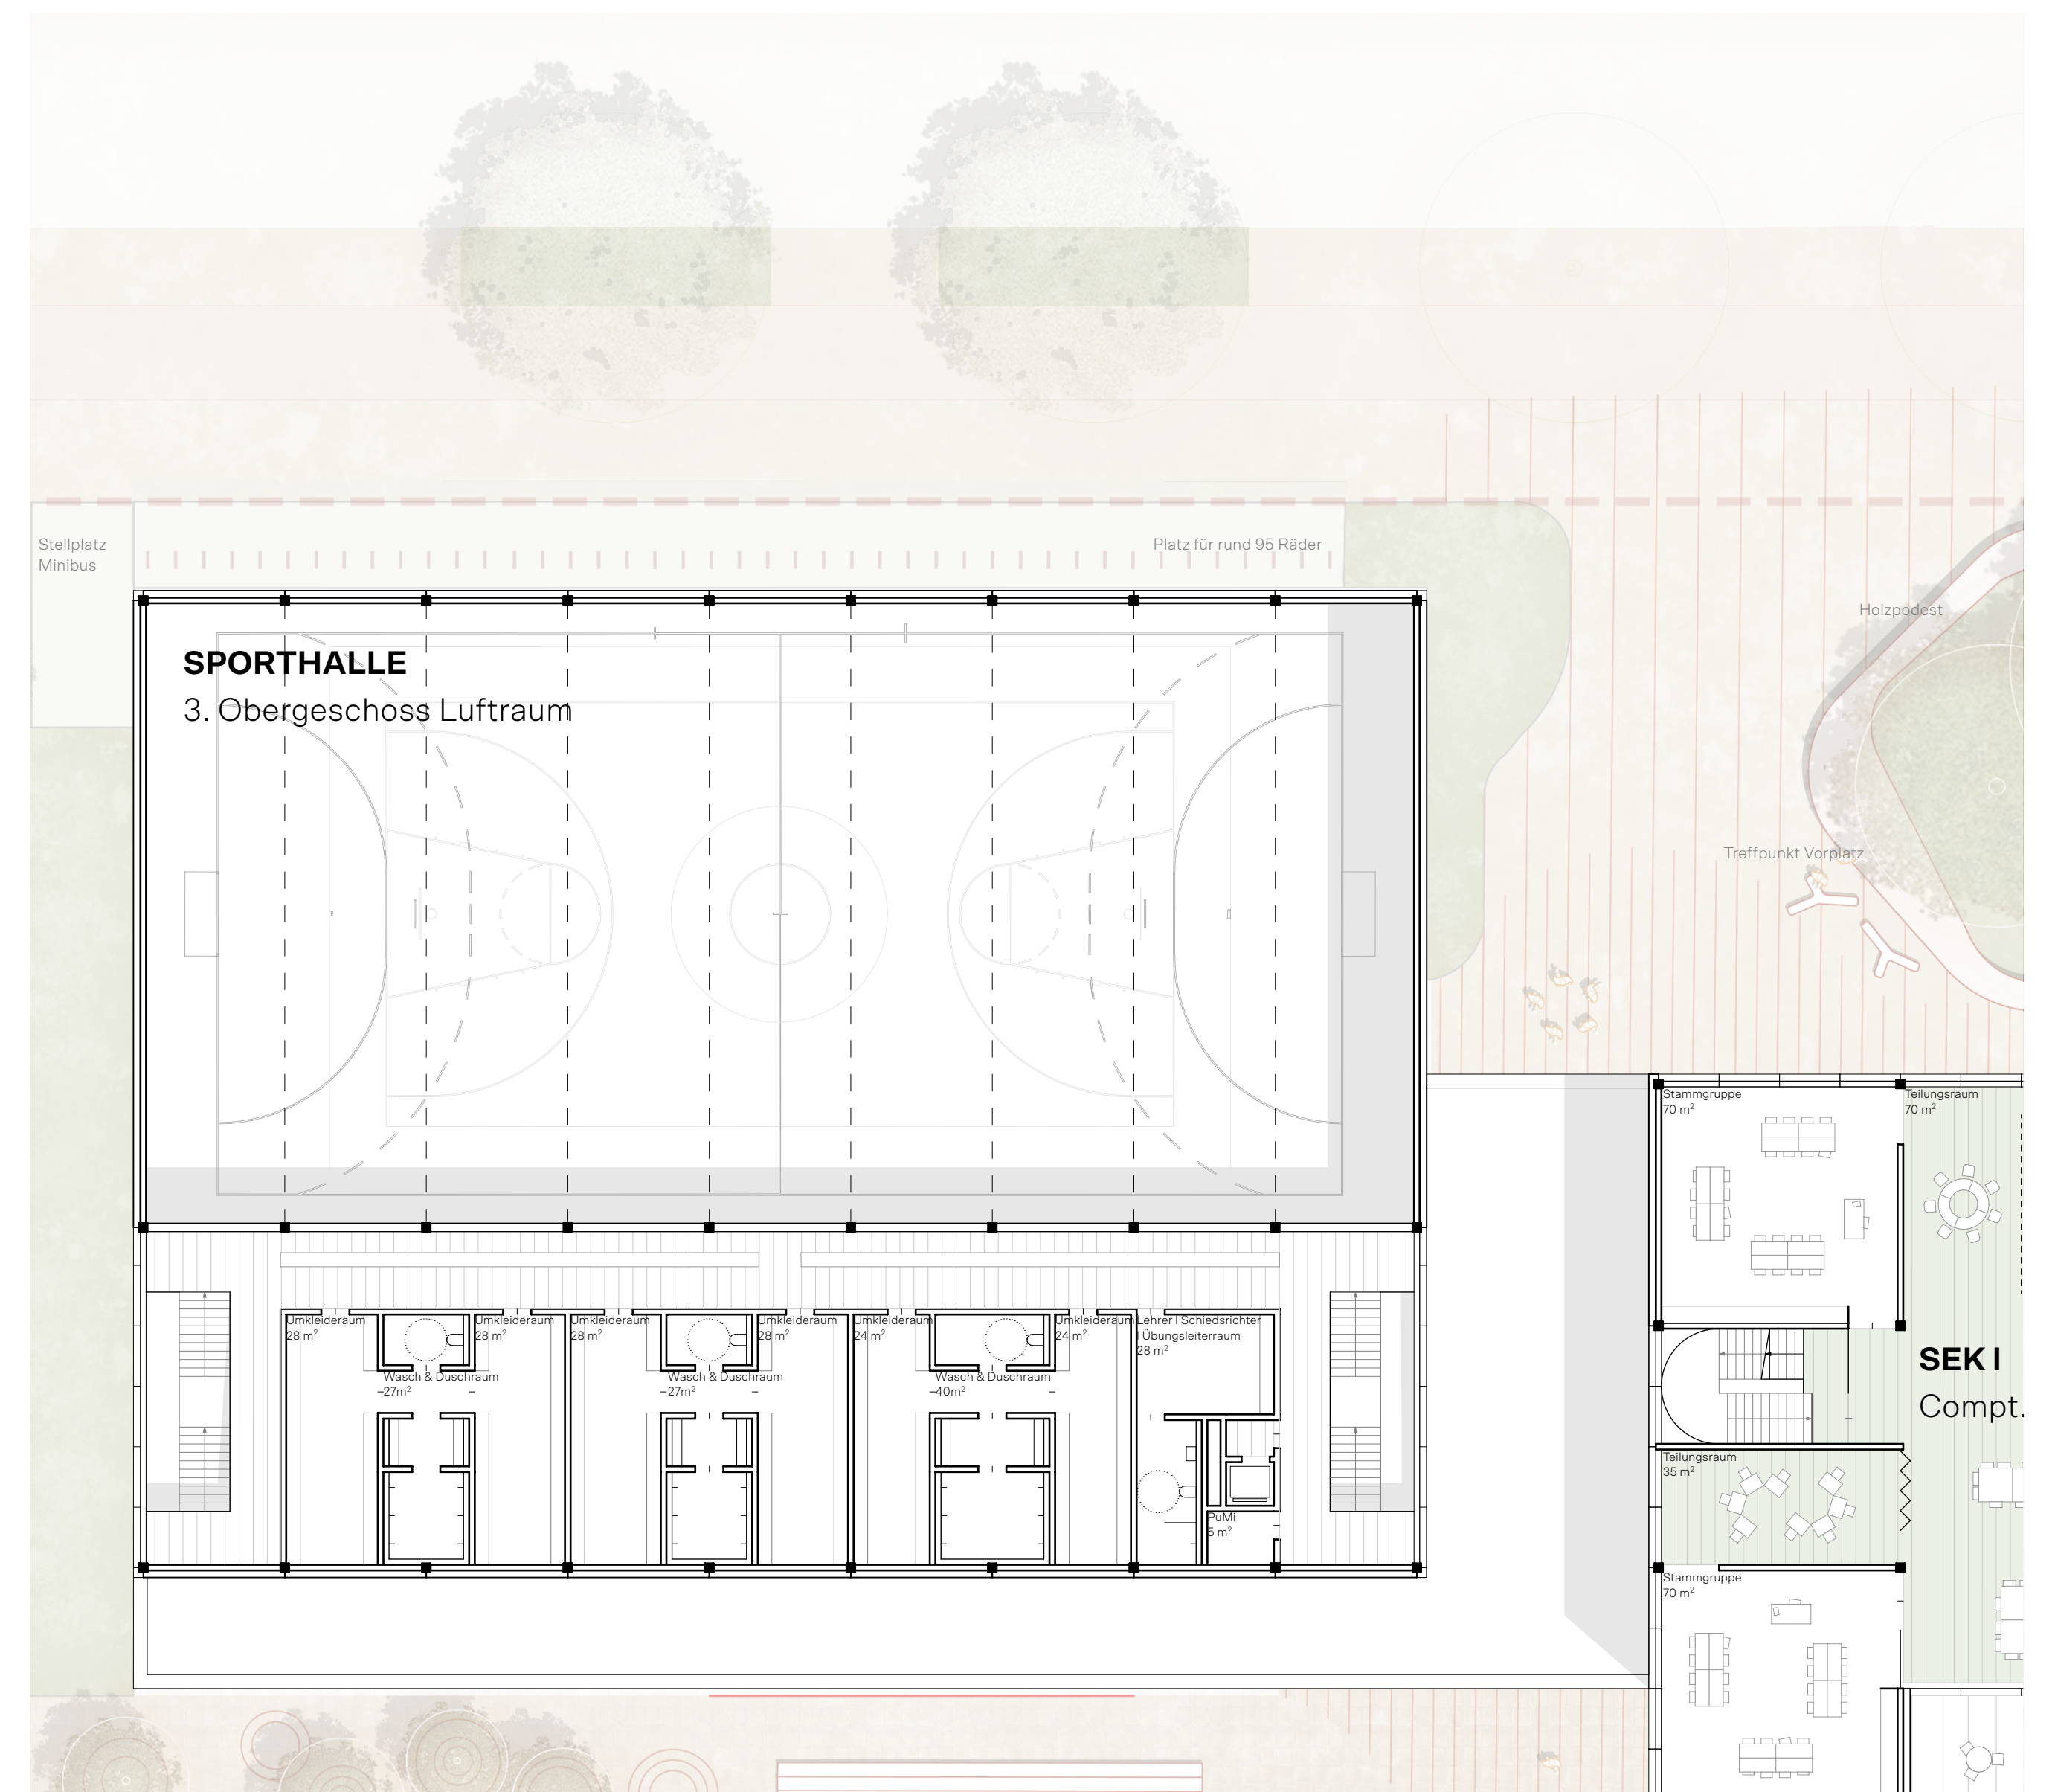 Stellplatz
Minibus
Platz für rund 95 Räder
Holzpodest
SPORTHALLE
3. Obergeschoss Luftraum
Treffpunkt Vorplatz
Stammgruppe
70 m²
Teilungsraum
70 m²
Umkleideraum
28 m²
Umkleideraum
28 m²
Umkleideraum
28 m²
Umkleideraum
28 m²
Umkleideraum
24 m²
Umkleideraum
24 m²
Lehrer I Schiedsrichter
I Übungsleiterraum
28 m²
Wasch & Duschraum
27m²
Wasch & Duschraum
27m²
Wasch & Duschraum
40m²
SEK I
Compt.
Teilungsraum
35 m²
PuMi
5 m²
Stammgruppe
70 m²